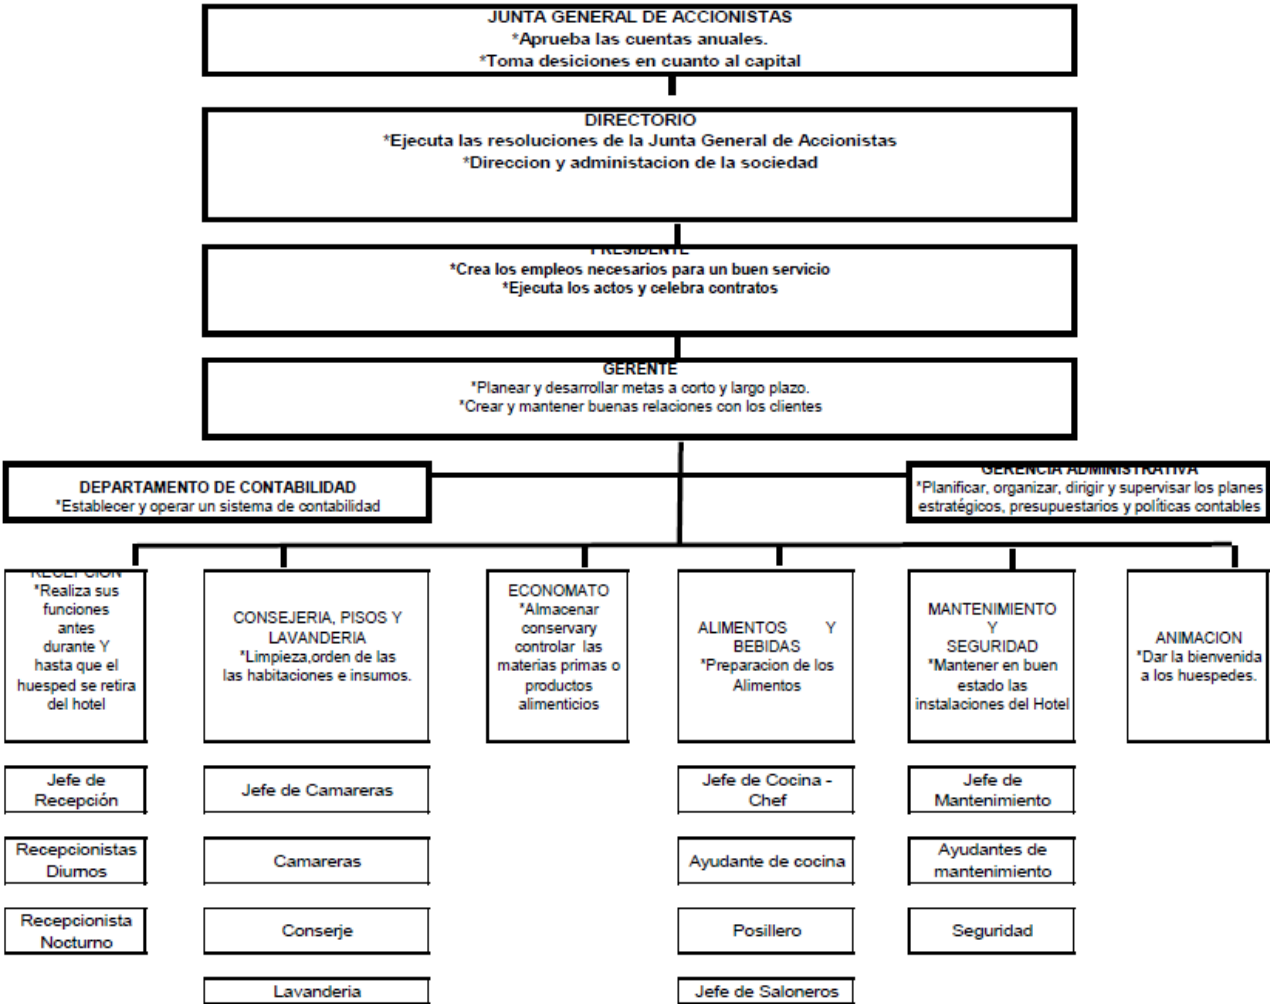 JUNTA GENERAL DE ACCIONISTAS
*Aprueba las cuentas anuales.
*Toma desiciones en cuanto al capital
DIRECTORIO
*Ejecuta las resoluciones de la Junta General de Accionistas
*Direccion y administacion de la sociedad
PRESIDENTE
*Crea los empleos necesarios para un buen servicio
*Ejecuta los actos y celebra contratos
GERENTE
*Planear y desarrollar metas a corto y largo plazo.
*Crear y mantener buenas relaciones con los clientes
DEPARTAMENTO DE CONTABILIDAD
*Establecer y operar un sistema de contabilidad
GERENCIA ADMINISTRATIVA
*Planificar, organizar, dirigir y supervisar los planes
estratégicos, presupuestarios y políticas contables
RECEPCION
*Realiza sus
funciones
antes
durante Y
hasta que el
huesped se retira
del hotel
CONSEJERIA, PISOS Y
LAVANDERIA
*Limpieza,orden de las
las habitaciones e insumos.
ECONOMATO
*Almacenar
conservary
controlar las
materias primas o
productos
alimenticios
ALIMENTOS Y
BEBIDAS
*Preparacion de los
Alimentos
MANTENIMIENTO
Y
SEGURIDAD
*Mantener en buen
estado las
instalaciones del Hotel
ANIMACION
*Dar la bienvenida
a los huespedes.
Jefe de
Recepción
Jefe de Camareras
Jefe de Cocina -
Chef
Jefe de
Mantenimiento
Recepcionistas
Diurnos
Camareras
Ayudante de cocina
Ayudantes de
mantenimiento
Recepcionista
Nocturno
Conserje
Posillero
Seguridad
Lavanderia
Jefe de Saloneros